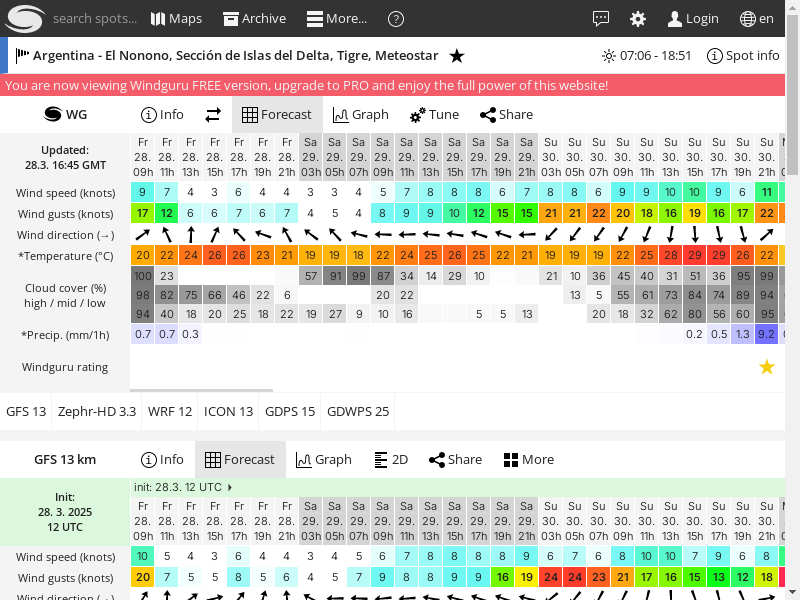 search spots... Maps Archive More... ? Login en
Argentina - El Nonono, Sección de Islas del Delta, Tigre, Meteostar ★ 07:06 - 18:51 Spot info
You are now viewing Windguru FREE version, upgrade to PRO and enjoy the full power of this website!
WG Info Forecast Graph Tune Share
Updated:
28.3. 16:45 GMT
Fr Fr Fr Fr Fr Fr Fr Sa Sa Sa Sa Sa Sa Sa Sa Sa Sa Su Su Su Su Su Su Su Su Su Su
28. 28. 28. 28. 28. 28. 28. 29. 29. 29. 29. 29. 29. 29. 29. 29. 29. 30. 30. 30. 30. 30. 30. 30. 30. 30. 30.
09h 11h 13h 15h 17h 19h 21h 03h 05h 07h 09h 11h 13h 15h 17h 19h 21h 03h 05h 07h 09h 11h 13h 15h 17h 19h 21h
Wind speed (knots) 9 7 4 3 6 4 4 3 3 4 5 7 8 8 8 6 7 8 8 6 9 9 10 10 9 6 11
Wind gusts (knots) 17 12 6 6 7 6 7 4 5 4 8 9 9 10 12 15 15 21 21 22 20 18 16 19 16 17 22
Wind direction (→)
*Temperature (°C) 20 22 24 26 26 23 21 19 19 18 22 24 25 26 25 22 21 19 19 19 22 25 28 29 29 26 22
Cloud cover (%)
high / mid / low
100 23 57 91 99 87 34 14 29 10 21 10 36 45 40 31 51 36 95 99
98 82 75 66 46 22 6 20 22 13 5 55 61 73 84 74 89 94
94 40 18 20 25 18 22 19 27 9 10 16 5 5 13 20 18 32 62 80 56 60 95
*Precip. (mm/1h) 0.7 0.7 0.3 0.2 0.5 1.3 9.2
Windguru rating ★
GFS 13 Zephr-HD 3.3 WRF 12 ICON 13 GDPS 15 GDWPS 25
GFS 13 km Info Forecast Graph 2D Share More
Init:
28. 3. 2025
12 UTC
init: 28.3. 12 UTC
Fr Fr Fr Fr Fr Fr Fr Sa Sa Sa Sa Sa Sa Sa Sa Sa Sa Su Su Su Su Su Su Su Su Su Su
28. 28. 28. 28. 28. 28. 28. 29. 29. 29. 29. 29. 29. 29. 29. 29. 29. 30. 30. 30. 30. 30. 30. 30. 30. 30. 30.
09h 11h 13h 15h 17h 19h 21h 03h 05h 07h 09h 11h 13h 15h 17h 19h 21h 03h 05h 07h 09h 11h 13h 15h 17h 19h 21h
Wind speed (knots) 10 5 4 3 6 4 4 3 4 5 6 7 8 8 8 8 9 6 7 6 8 10 10 7 9 6 8
Wind gusts (knots) 20 7 5 5 8 5 6 4 5 7 9 8 8 9 9 16 19 24 24 23 21 17 16 15 13 12 18
Wind direction (→)